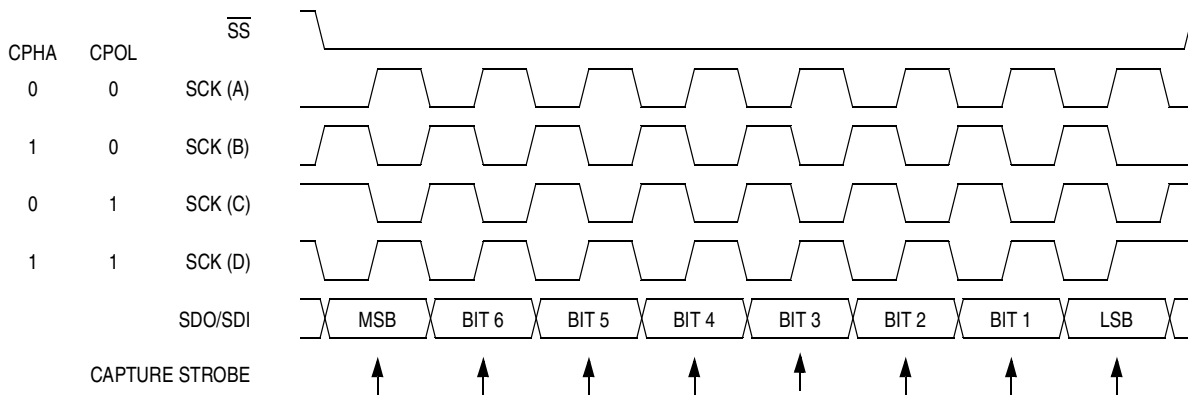 SS
CPHA CPOL
0 0 SCK (A)
1 0 SCK (B)
0 1 SCK (C)
1 1 SCK (D)
SDO/SDI MSB BIT 6 BIT 5 BIT 4 BIT 3 BIT 2 BIT 1 LSB
CAPTURE STROBE